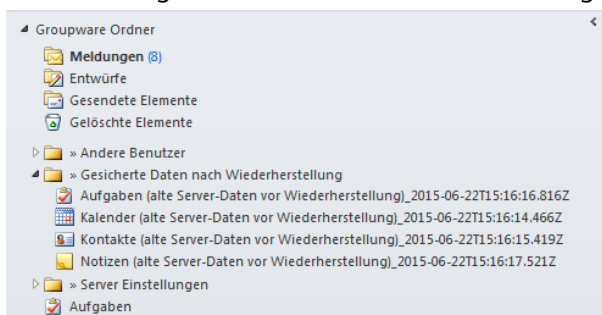 Groupware Ordner
Meldungen (8)
Entwürfe
Gesendete Elemente
Gelöschte Elemente
» Andere Benutzer
» Gesicherte Daten nach Wiederherstellung
Aufgaben (alte Server-Daten vor Wiederherstellung)_2015-06-22T15:16:16.816Z
Kalender (alte Server-Daten vor Wiederherstellung)_2015-06-22T15:16:14.466Z
Kontakte (alte Server-Daten vor Wiederherstellung)_2015-06-22T15:16:15.419Z
Notizen (alte Server-Daten vor Wiederherstellung)_2015-06-22T15:16:17.521Z
» Server Einstellungen
Aufgaben